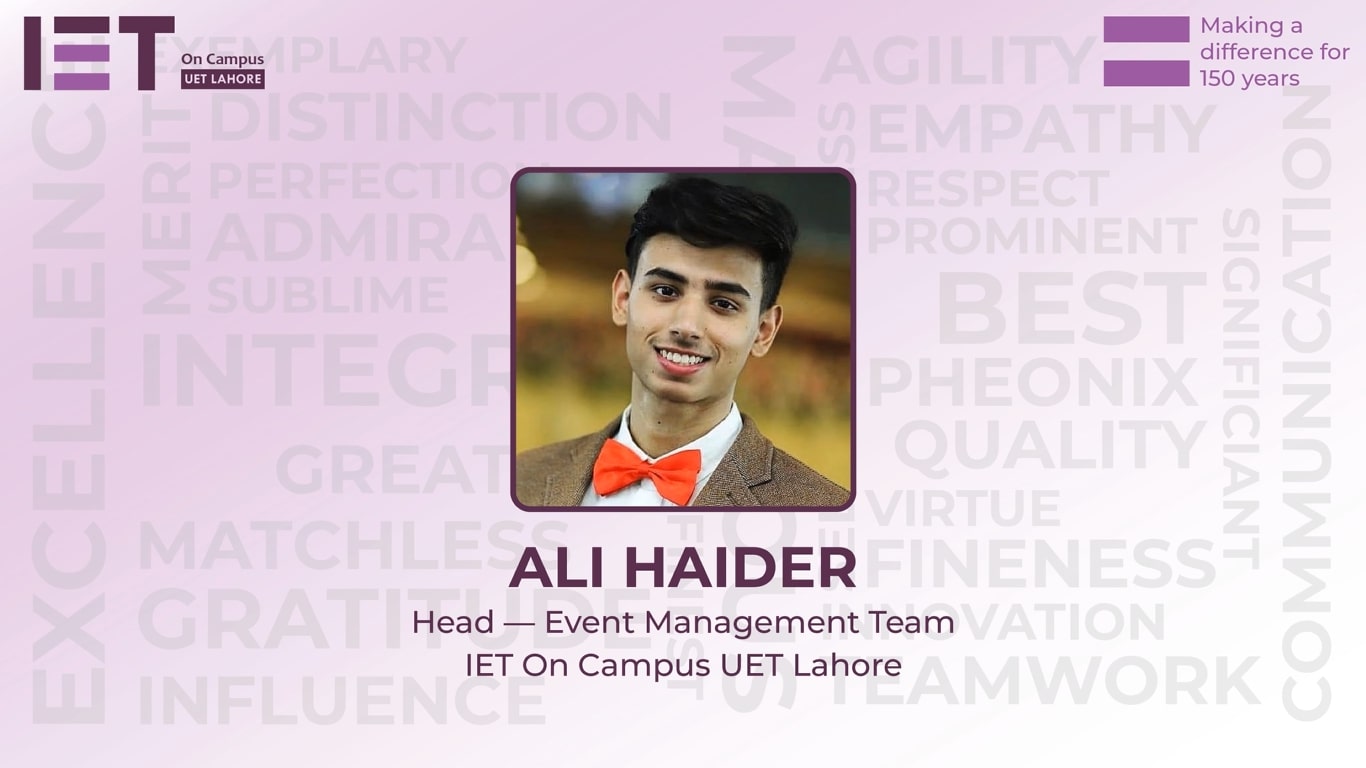 IET
On Campus
UET LAHORE
Making a
difference for
150 years
EXCELLENCE
MERIT
EXEMPLARY
DISTINCTION
ADMIRA
SUBLIME
INTEGR
GREAT
MATCHLESS
GRATITUDE
INFLUENCE
AGILITY
EMPATHY
RESPECT
PROMINENT
BEST
PHEONIX
QUALITY
VIRTUE
FINENESS
INNOVATION
TEAMWORK
SIGNIFICIANT
COMMUNICATION
ALI HAIDER
Head — Event Management Team
IET On Campus UET Lahore